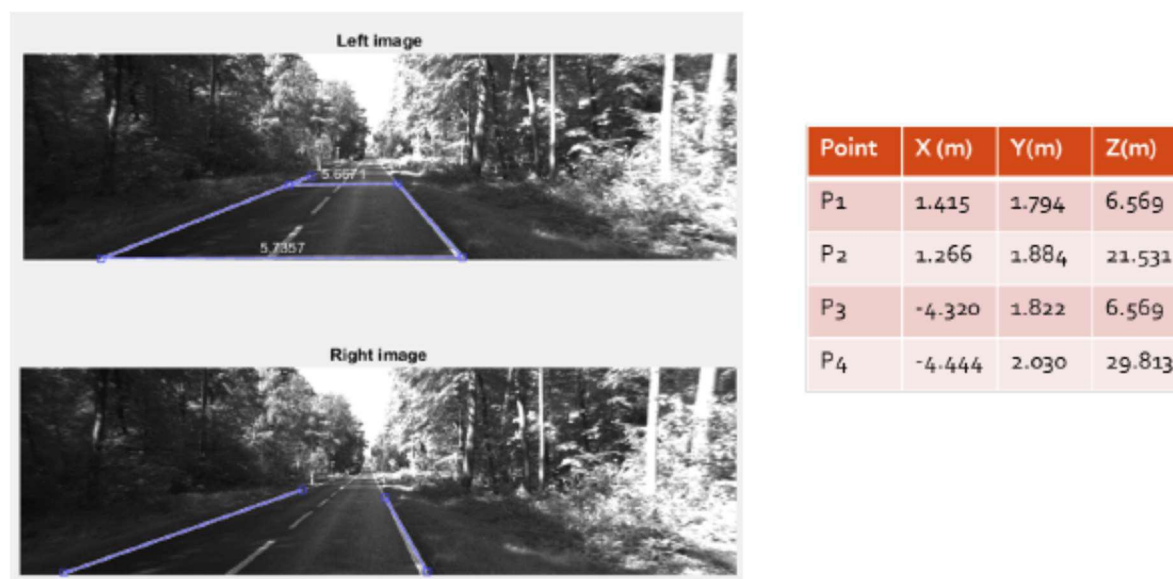 Left image
5.6671
5.7357
Right image
Point X (m) Y(m) Z(m)
P1 1.415 1.794 6.569
P2 1.266 1.884 21.531
P3 -4.320 1.822 6.569
P4 -4.444 2.030 29.813